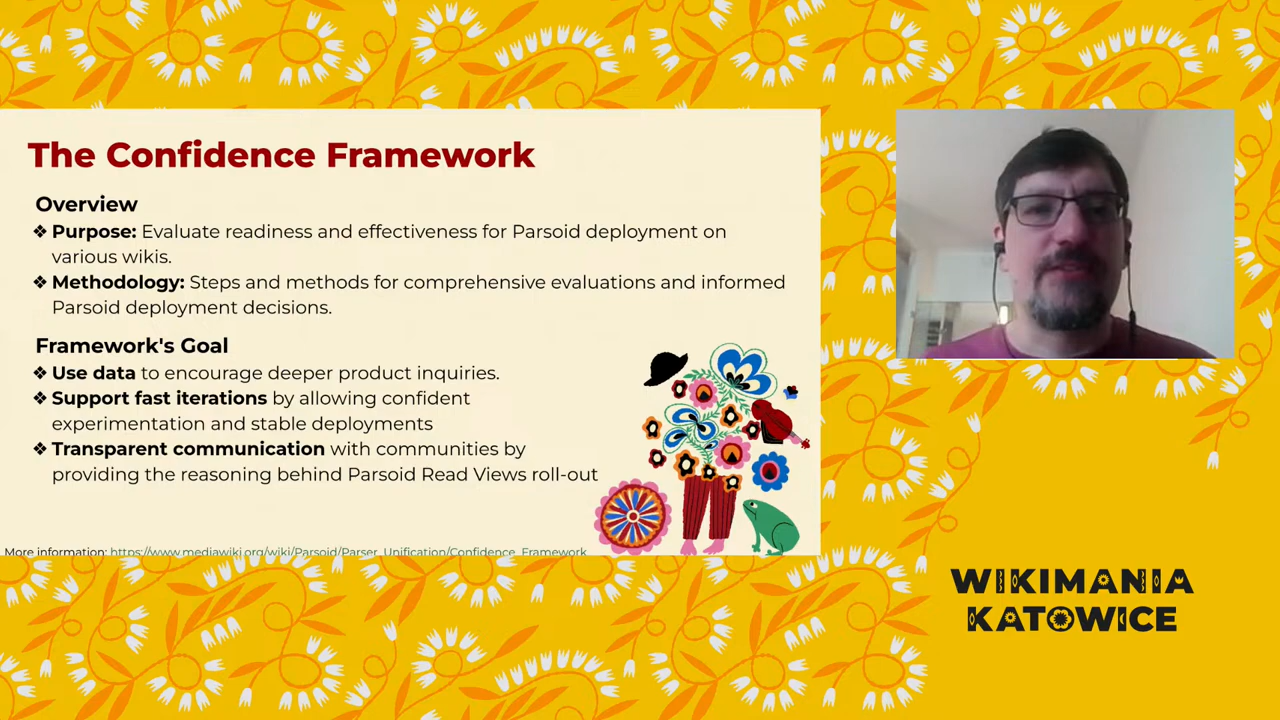 The Confidence Framework
Overview
❖ Purpose: Evaluate readiness and effectiveness for Parsoid deployment on
various wikis.
❖ Methodology: Steps and methods for comprehensive evaluations and informed
Parsoid deployment decisions.
Framework's Goal
❖ Use data to encourage deeper product inquiries.
❖ Support fast iterations by allowing confident
experimentation and stable deployments
❖ Transparent communication with communities by
providing the reasoning behind Parsoid Read Views roll-out
More information: https://www.mediawiki.org/wiki/Parsoid/Parser_Unification/Confidence_Framework
WIKIMANIA
KATOWICE